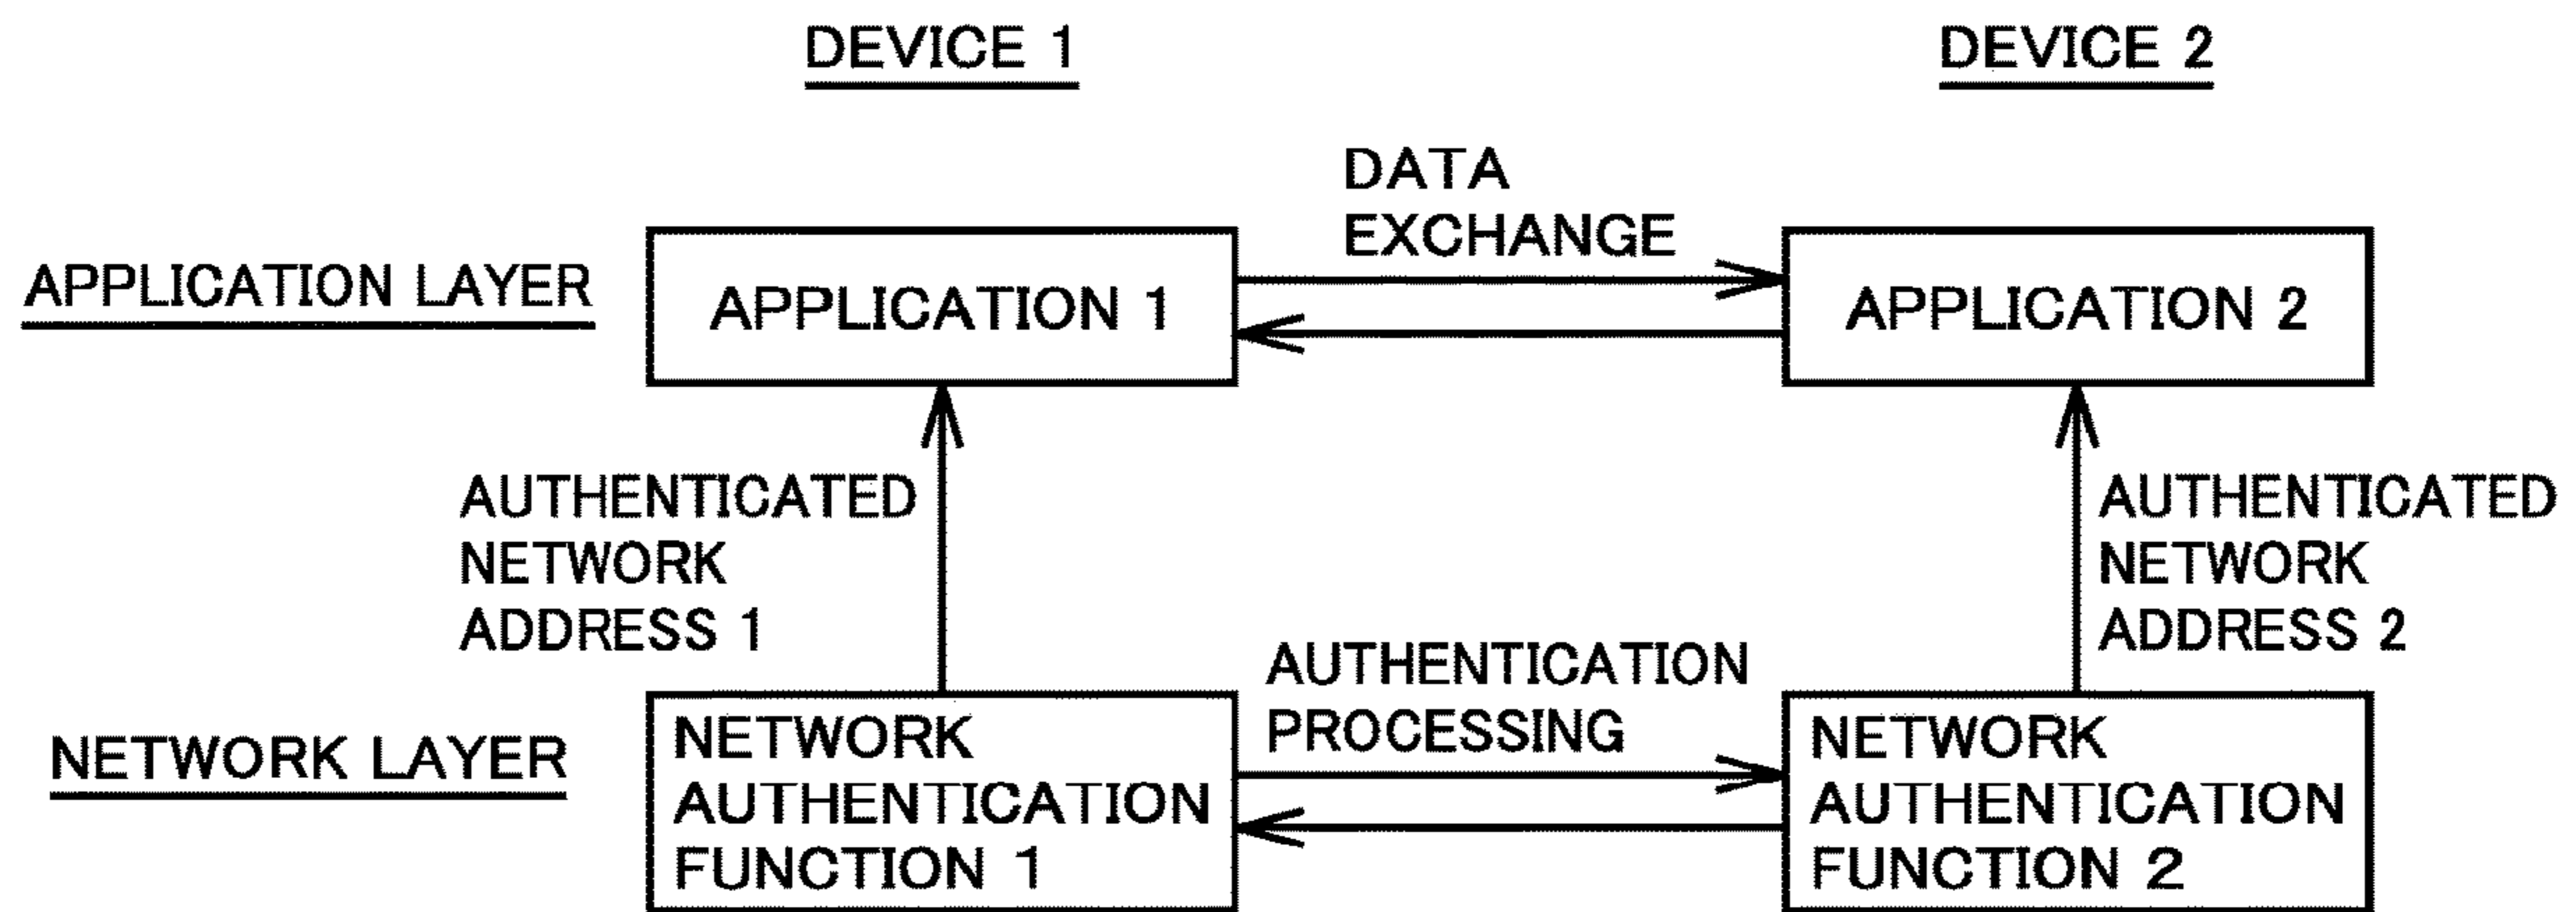 DEVICE 1
DEVICE 2
DATA
EXCHANGE
APPLICATION LAYER
APPLICATION 1
APPLICATION 2
AUTHENTICATED
NETWORK
ADDRESS 1
AUTHENTICATED
NETWORK
ADDRESS 2
AUTHENTICATION
PROCESSING
NETWORK LAYER
NETWORK
AUTHENTICATION
FUNCTION 1
NETWORK
AUTHENTICATION
FUNCTION 2